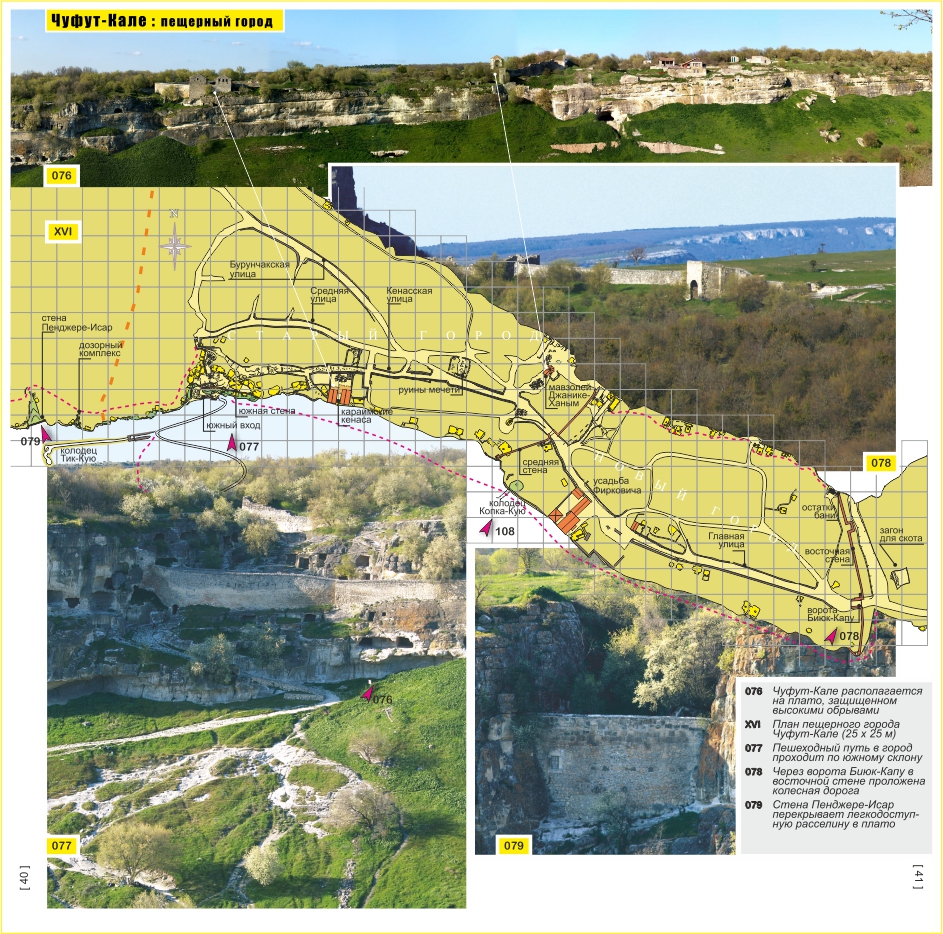 Чуфут-Кале : пещерный город
076
XVI
N
Бурунчакская
улица
Средняя
улица
Кенасская
улица
стена
Пенджере-Исар
дозорный
комплекс
СТАРЫЙ ГОРОД
руины мечети
мавзолей
Джанике-
Ханым
караимские
кенаса
южная стена
южный вход
079
077
колодец
Тик-Кую
средняя
стена
НОВЫЙ ГОРОД
078
усадьба
Фирковича
колодец
Копка-Кую
108
остатки
бани
загон
для скота
Главная
улица
восточная
стена
ворота
Биюк-Капу
078
076
077
079
076 Чуфут-Кале располагается
на плато, защищенном
высокими обрывами
XVI План пещерного города
Чуфут-Кале (25 x 25 м)
077 Пешеходный путь в город
проходит по южному склону
078 Через ворота Биюк-Капу в
восточной стене проложена
колесная дорога
079 Стена Пенджере-Исар
перекрывает легкодоступ-
ную расселину в плато
[ 40 ]
[ 41 ]